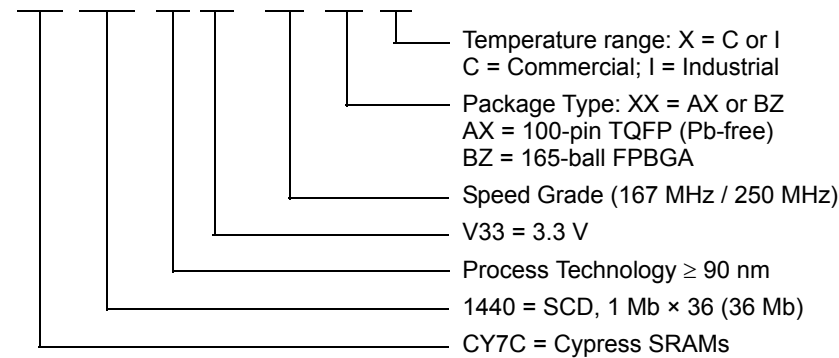 Temperature range: X = C or I
C = Commercial; I = Industrial
Package Type: XX = AX or BZ
AX = 100-pin TQFP (Pb-free)
BZ = 165-ball FPBGA
Speed Grade (167 MHz / 250 MHz)
V33 = 3.3 V
Process Technology ≥ 90 nm
1440 = SCD, 1 Mb × 36 (36 Mb)
CY7C = Cypress SRAMs